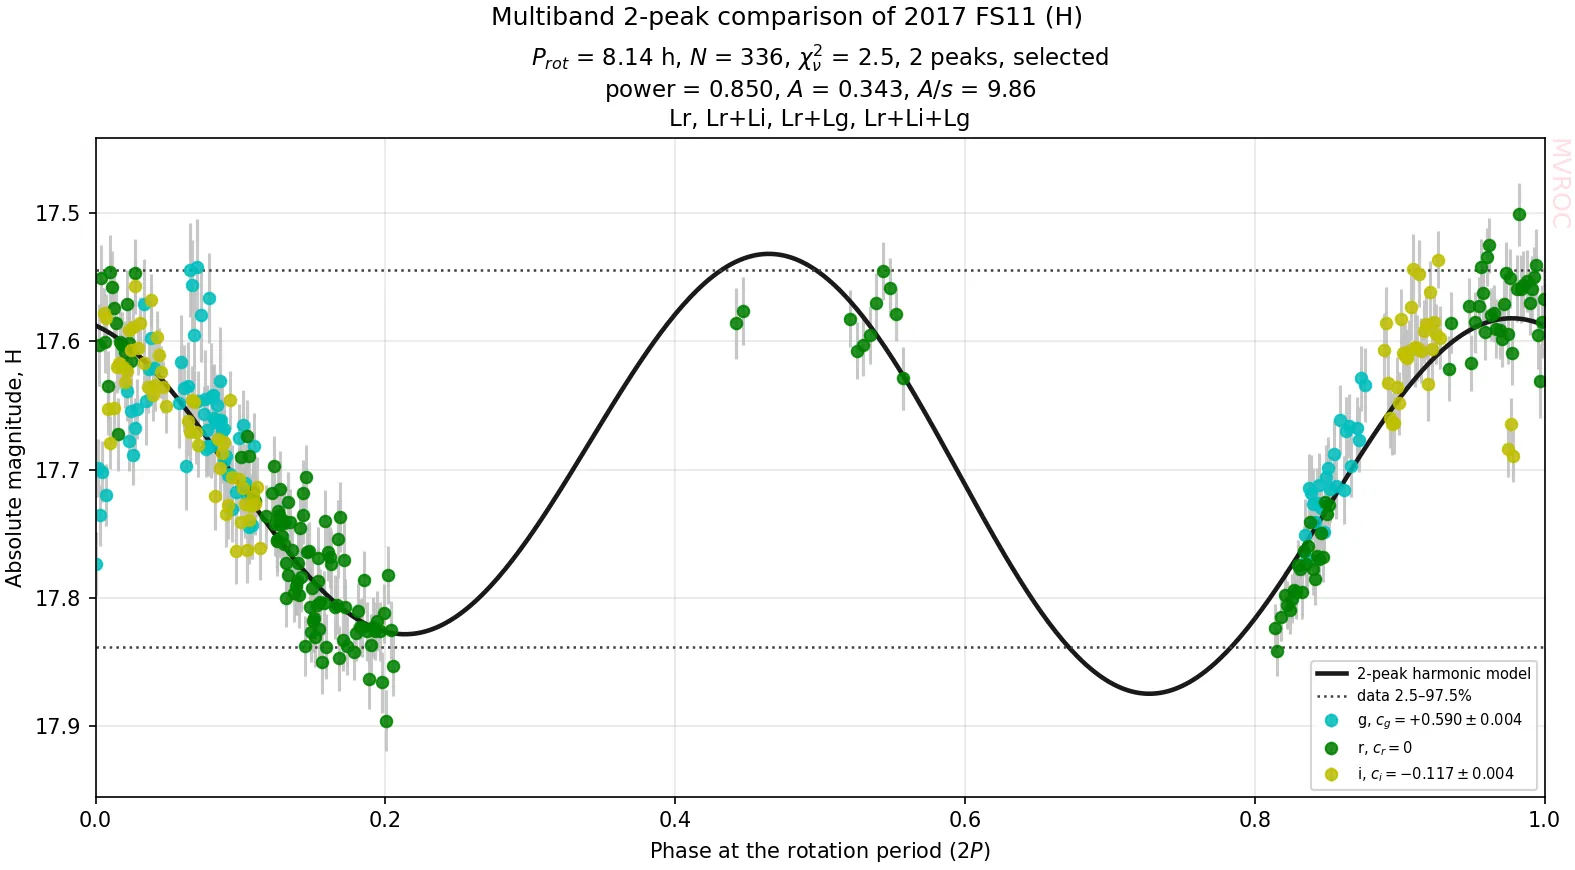 Multiband 2-peak comparison of 2017 FS11 (H)
P_rot = 8.14 h, N = 336, χ²_ν = 2.5, 2 peaks, selected
power = 0.850, A = 0.343, A/s = 9.86
Lr, Lr+Li, Lr+Lg, Lr+Li+Lg
MVROC
Absolute magnitude, H
17.5
17.6
17.7
17.8
17.9
2-peak harmonic model
data 2.5–97.5%
g, c_g = +0.590 ± 0.004
r, c_r = 0
i, c_i = −0.117 ± 0.004
0.0 0.2 0.4 0.6 0.8 1.0
Phase at the rotation period (2P)